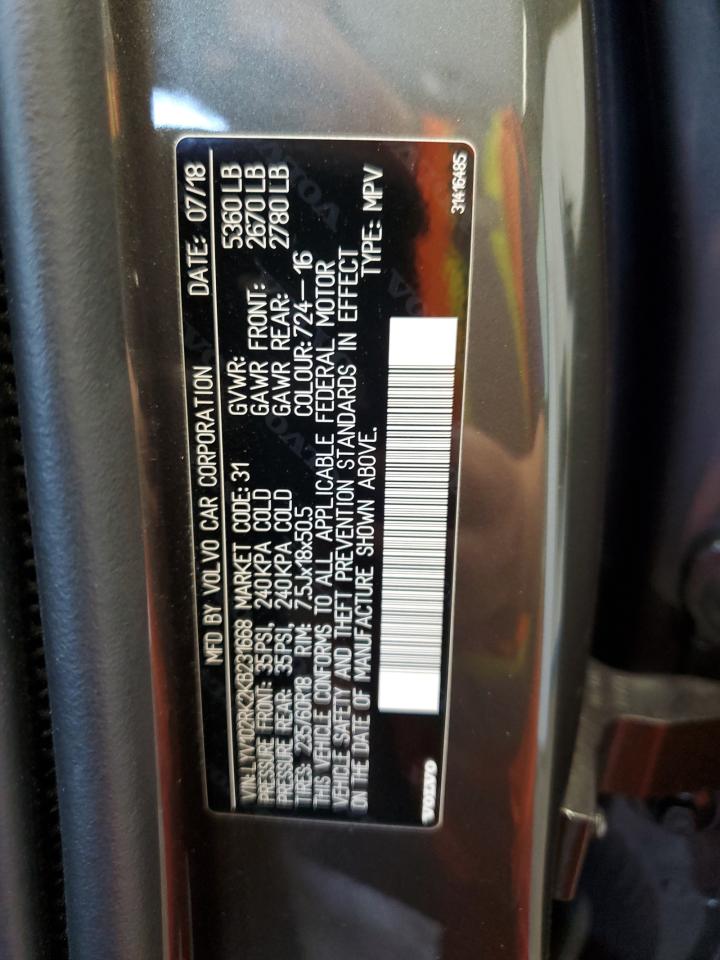 MFD BY VOLVO CAR CORPORATION DATE: 07/18
VIN: LYV102RK2KB231668 MARKET CODE: 31 GVWR: 5360 LB
PRESSURE FRONT: 35PSI, 240KPA COLD GAWR FRONT: 2670 LB
PRESSURE REAR: 35PSI, 240KPA COLD GAWR REAR: 2780 LB
TIRES: 235/60R18 RIM: 7.5Jx18x50.5 COLOUR: 724—16
THIS VEHICLE CONFORMS TO ALL APPLICABLE FEDERAL MOTOR
VEHICLE SAFETY AND THEFT PREVENTION STANDARDS IN EFFECT
ON THE DATE OF MANUFACTURE SHOWN ABOVE. TYPE: MPV
VOLVO 31416485